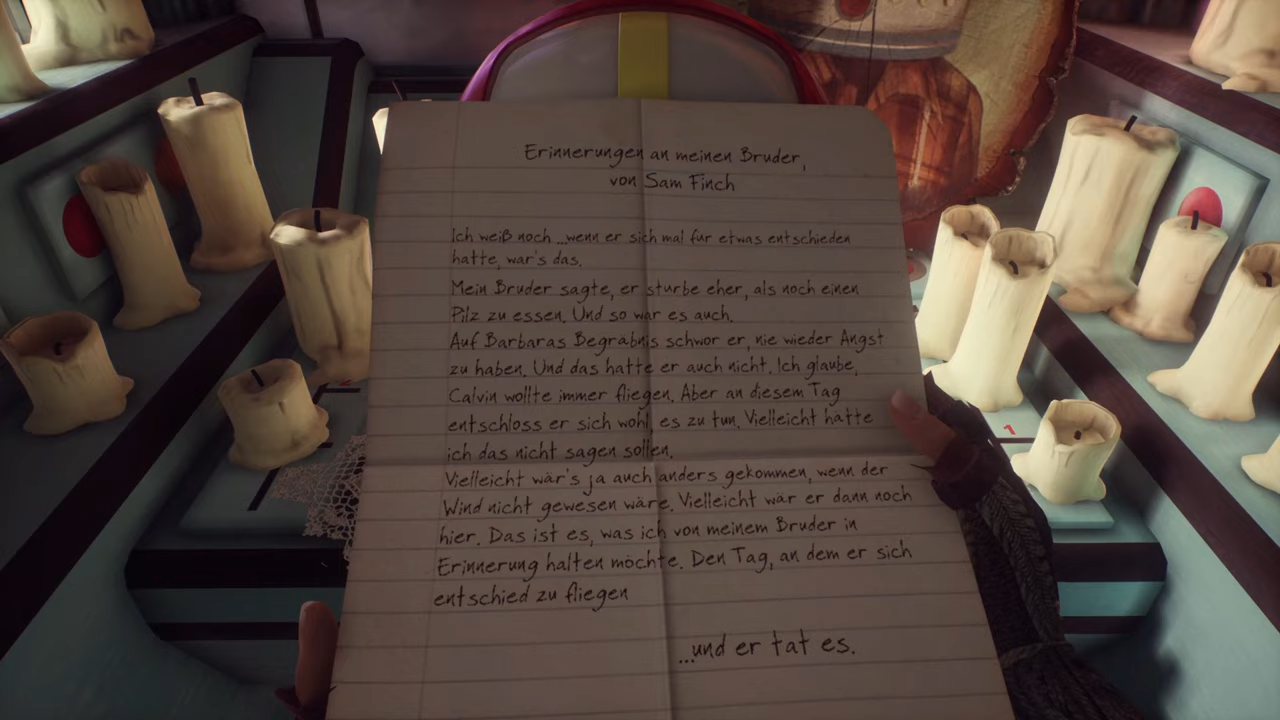 Erinnerungen an meinen Bruder,
von Sam Finch
Ich weiß noch ...wenn er sich mal für etwas entschieden
hatte, war's das.
Mein Bruder sagte, er sturbe eher, als noch einen
Pilz zu essen. Und so war es auch.
Auf Barbaras Begräbnis schwor er, nie wieder Angst
zu haben. Und das hatte er auch nicht. Ich glaube,
Calvin wollte immer fliegen. Aber an diesem Tag
entschloss er sich wohl, es zu tun. Vielleicht hätte
ich das nicht sagen sollen.
Vielleicht wär's ja auch anders gekommen, wenn der
Wind nicht gewesen wäre. Vielleicht wär er dann noch
hier. Das ist es, was ich von meinem Bruder in
Erinnerung halten möchte. Den Tag, an dem er sich
entschied zu fliegen
...und er tat es.